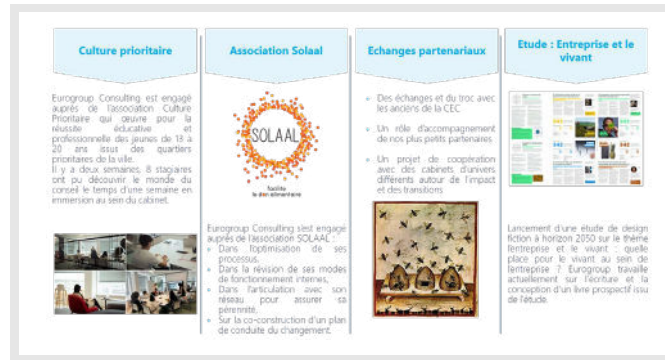 Culture prioritaire
Eurogroup Consulting est engagé
auprès de l'association Culture
Prioritaire qui œuvre pour la
réussite éducative et
professionnelle des jeunes de 13 à
20 ans issus des quartiers
prioritaires de la ville.
Il y a deux semaines, 8 stagiaires
ont pu découvrir le monde du
conseil le temps d'une semaine en
immersion au sein du cabinet.
Association Solaal
SOLAAL
facilite
le don alimentaire
Eurogroup Consulting s'est engagé
auprès de l'association SOLAAL :
Dans l'optimisation de ses
processus,
Dans la révision de ses modes
de fonctionnement internes,
Dans l'articulation avec son
réseau pour assurer sa
pérennité,
Sur la co-construction d'un plan
de conduite du changement.
Echanges partenariaux
Des échanges et du troc avec
les anciens de la CEC
Un rôle d'accompagnement
de nos plus petits partenaires
Un projet de coopération
avec des cabinets d'univers
différents autour de l'impact
et des transitions
Etude : Entreprise et le
vivant
Lancement d'une étude de design
fiction à horizon 2050 sur le thème
l'entreprise et le vivant : quelle
place pour le vivant au sein de
l'entreprise ? Eurogroup travaille
actuellement sur l'écriture et la
conception d'un livre prospectif issu
de l'étude.